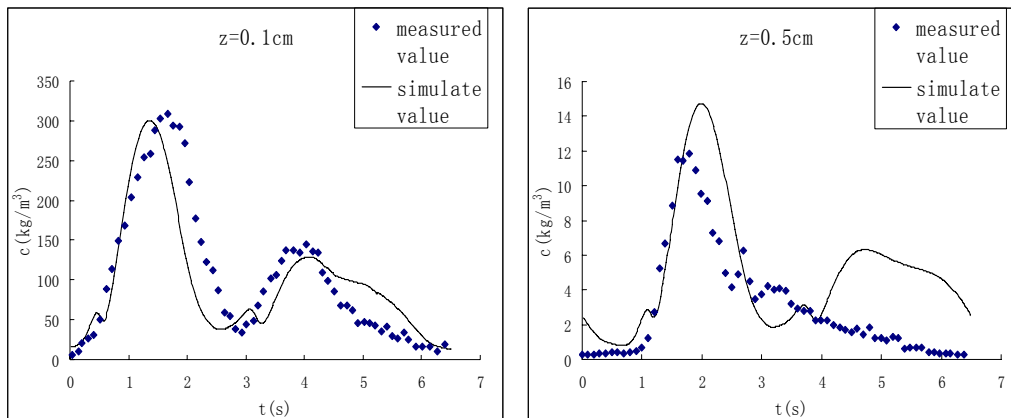 z=0.1cm
measured
value
simulate
value
c(kg/m³)
350
300
250
200
150
100
50
0
0 1 2 3 4 5 6 7
t(s)
z=0.5cm
measured
value
simulate
value
c(kg/m³)
16
14
12
10
8
6
4
2
0
0 1 2 3 4 5 6 7
t(s)